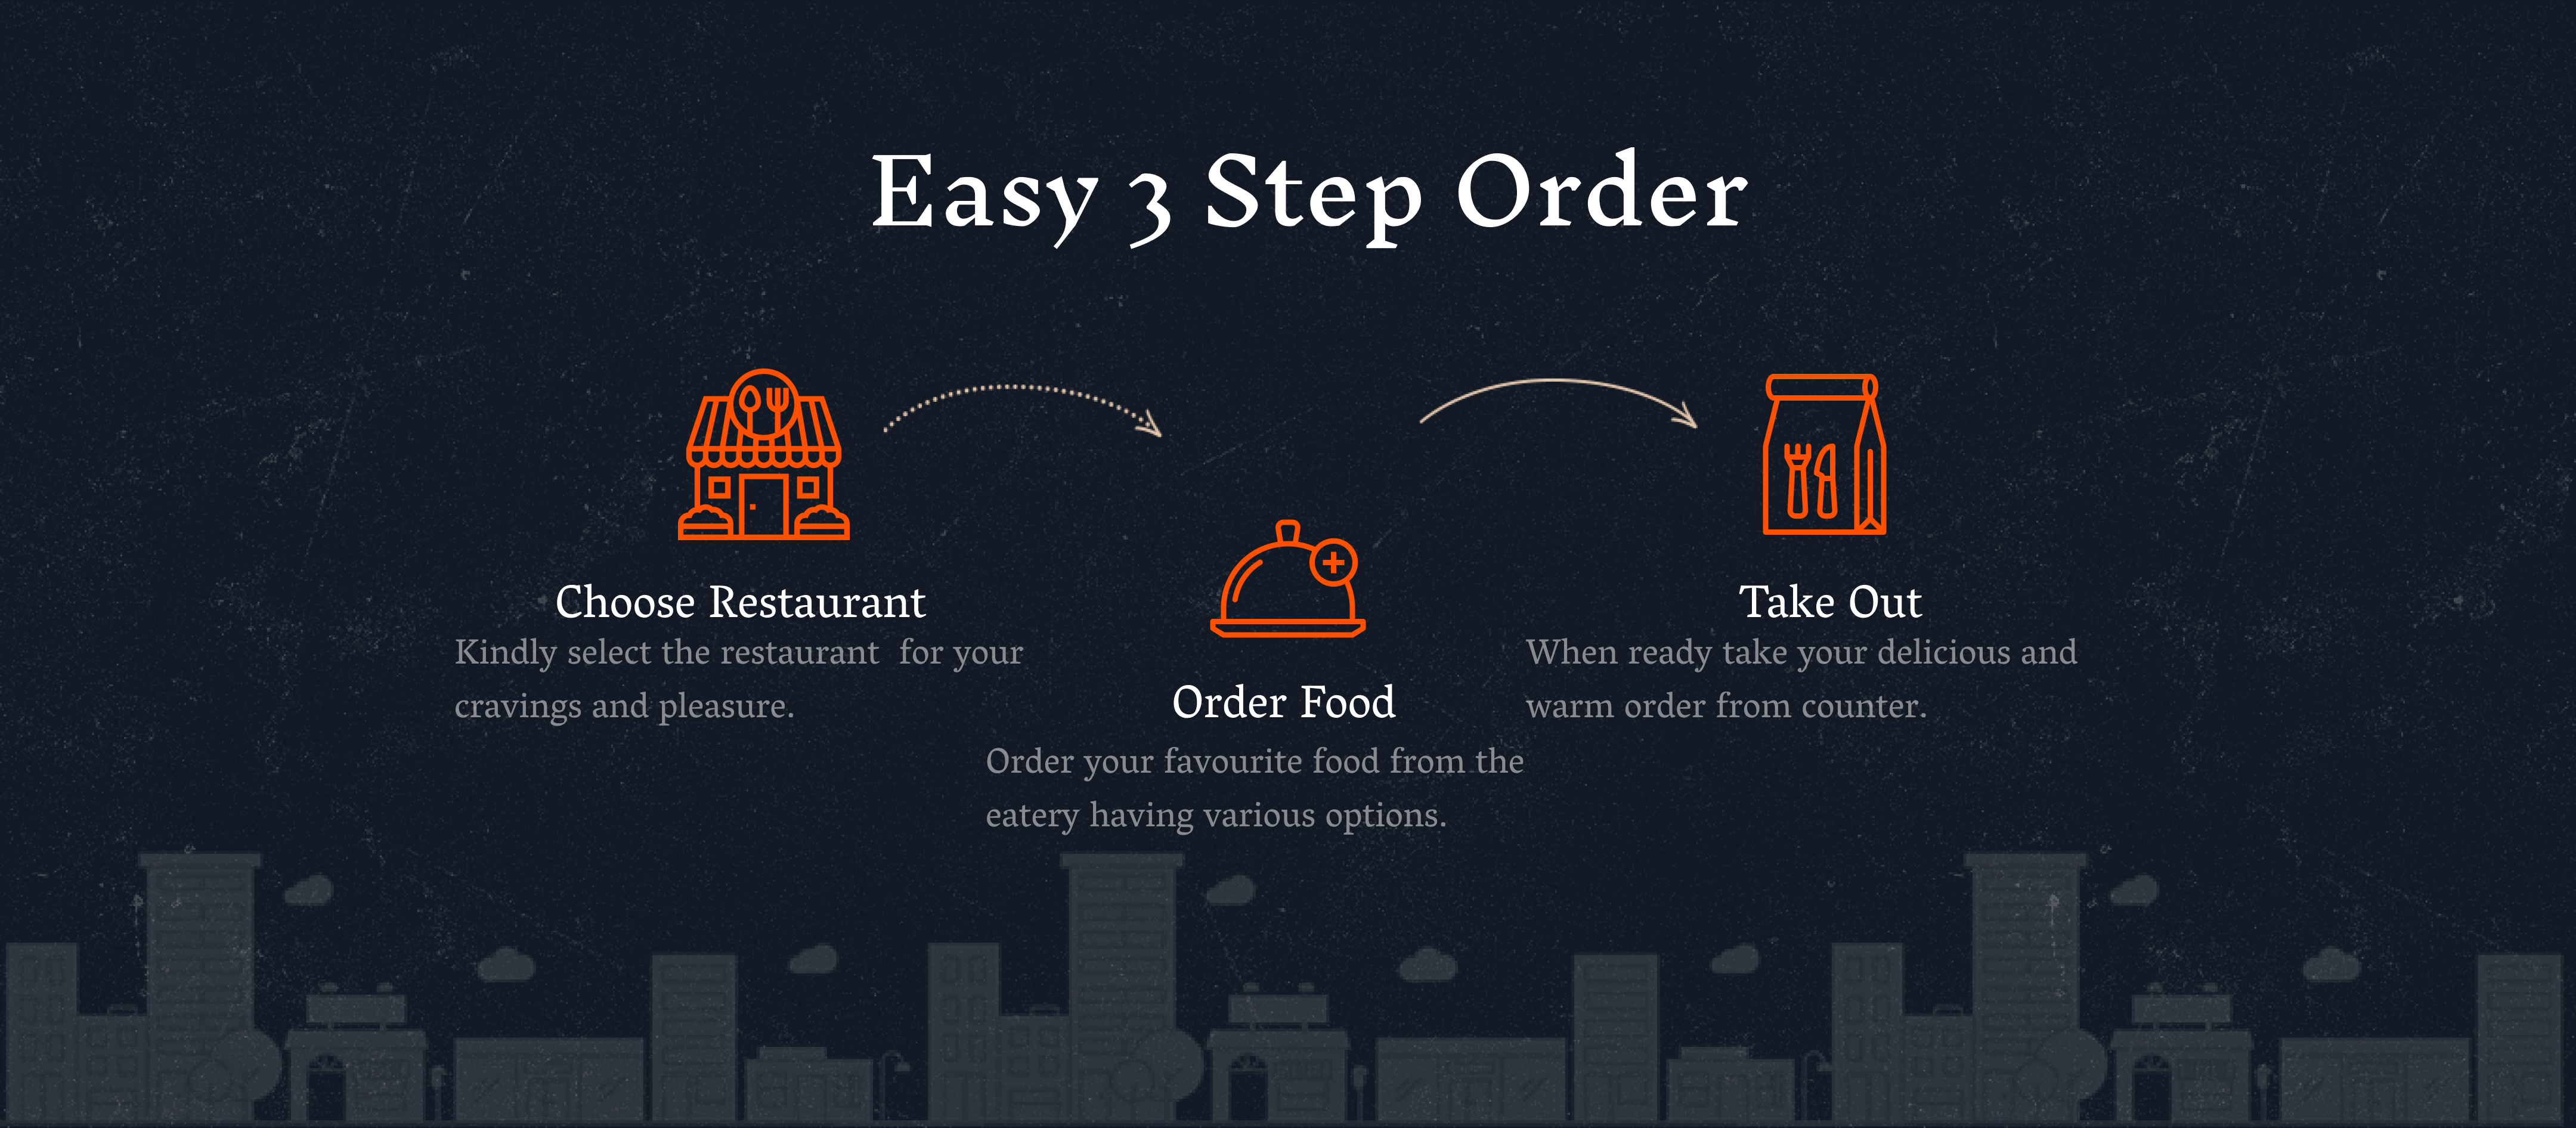 Easy 3 Step Order
Choose Restaurant
Kindly select the restaurant  for your
cravings and pleasure.
Order Food
Order your favourite food from the
eatery having various options.
Take Out
When ready take your delicious and
warm order from counter.